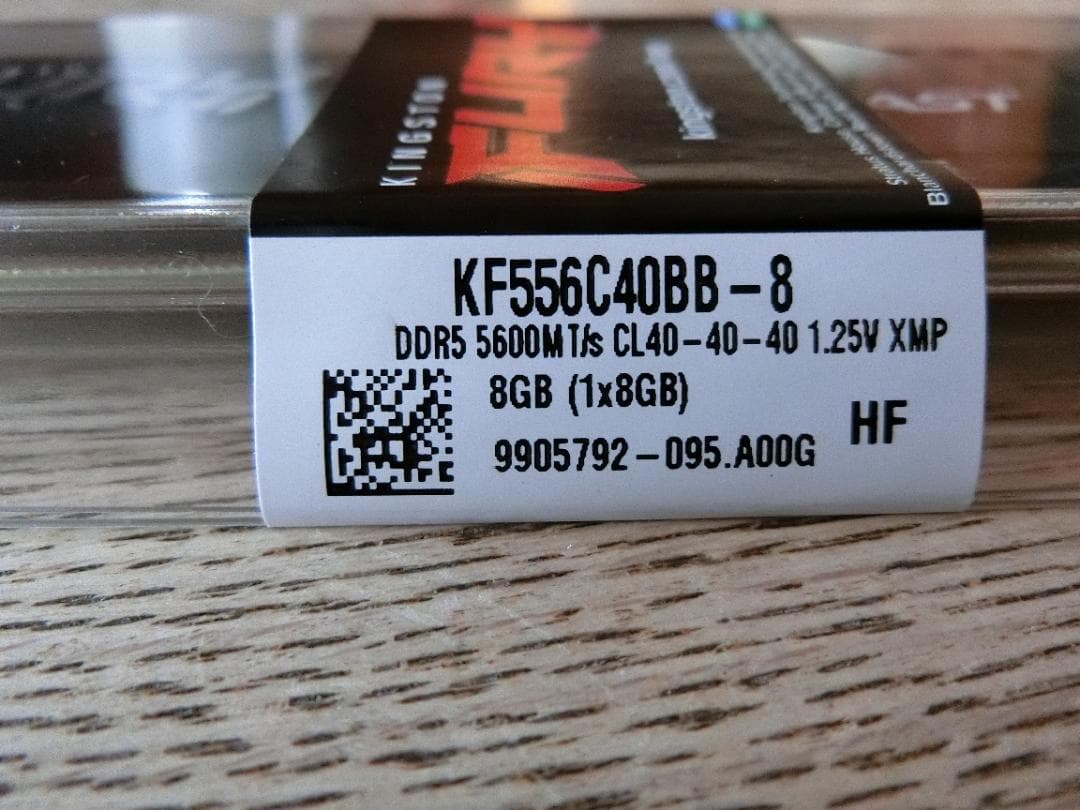 KINGSTON
FURY
KF556C40BB-8
DDR5 5600MT/s CL40-40-40 1.25V XMP
8GB (1x8GB)
HF
9905792-095.A00G